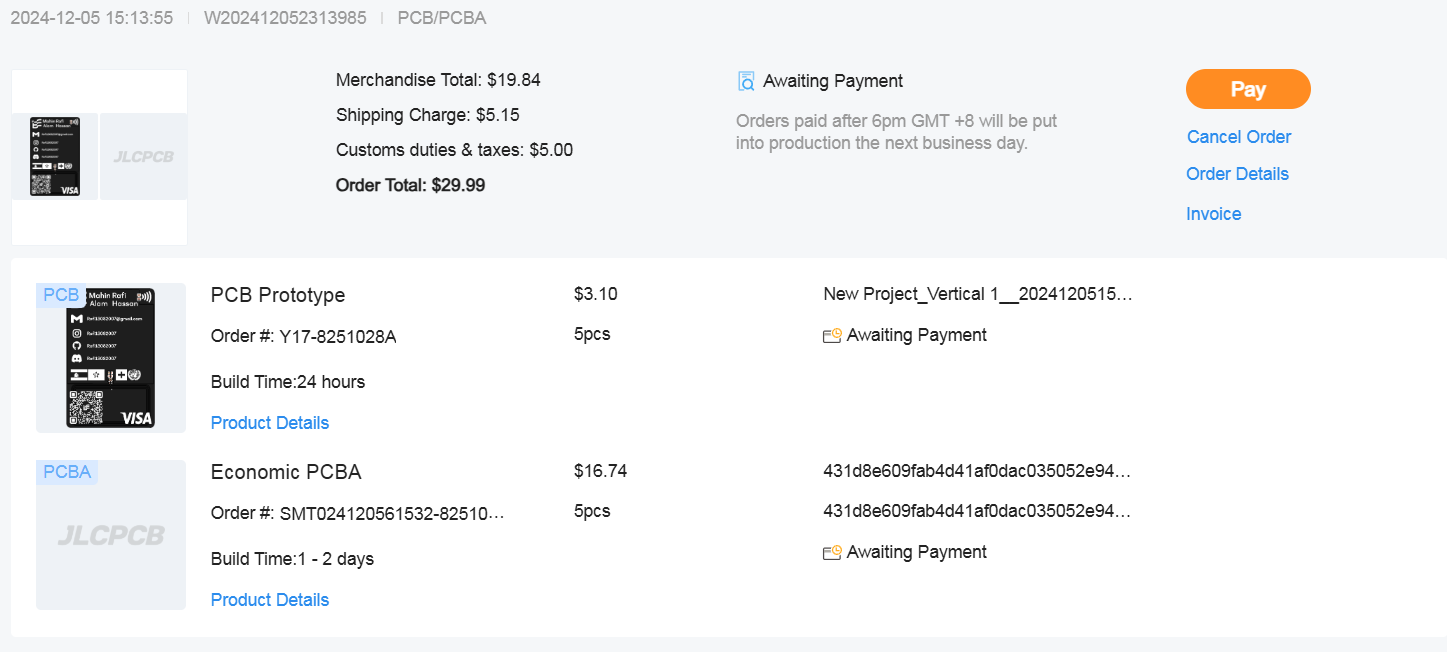 2024-12-05 15:13:55 | W202412052313985 | PCB/PCBA
JLCPCB
VISA
Merchandise Total: $19.84
Shipping Charge: $5.15
Customs duties & taxes: $5.00
Order Total: $29.99
Awaiting Payment
Orders paid after 6pm GMT +8 will be put
into production the next business day.
Pay
Cancel Order
Order Details
Invoice
PCB
Mahin Rafi
Alam Hassan
VISA
PCB Prototype
Order #: Y17-8251028A
Build Time:24 hours
Product Details
$3.10
5pcs
New Project_Vertical 1__2024120515…
Awaiting Payment
PCBA
JLCPCB
Economic PCBA
Order #: SMT024120561532-82510…
Build Time:1 - 2 days
Product Details
$16.74
5pcs
431d8e609fab4d41af0dac035052e94…
431d8e609fab4d41af0dac035052e94…
Awaiting Payment